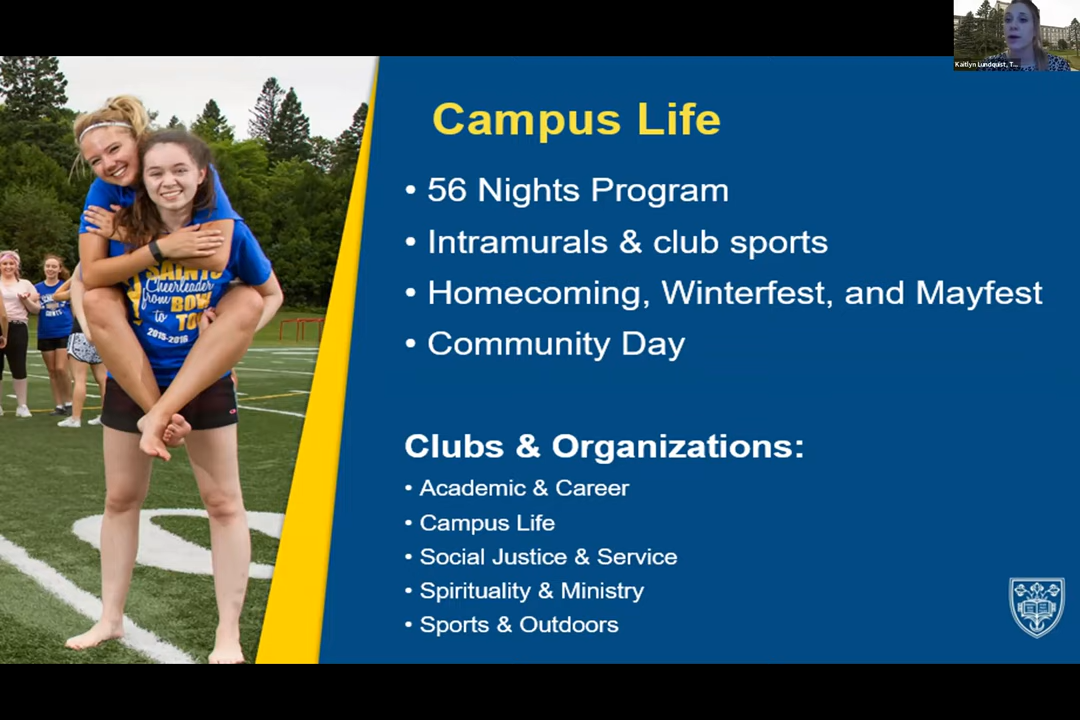 Kaitlyn Lundquist, T...
Campus Life
• 56 Nights Program
• Intramurals & club sports
• Homecoming, Winterfest, and Mayfest
• Community Day
Clubs & Organizations:
• Academic & Career
• Campus Life
• Social Justice & Service
• Spirituality & Ministry
• Sports & Outdoors
SAINTS
Cheerleader
from BOW
to TO
2015-2016